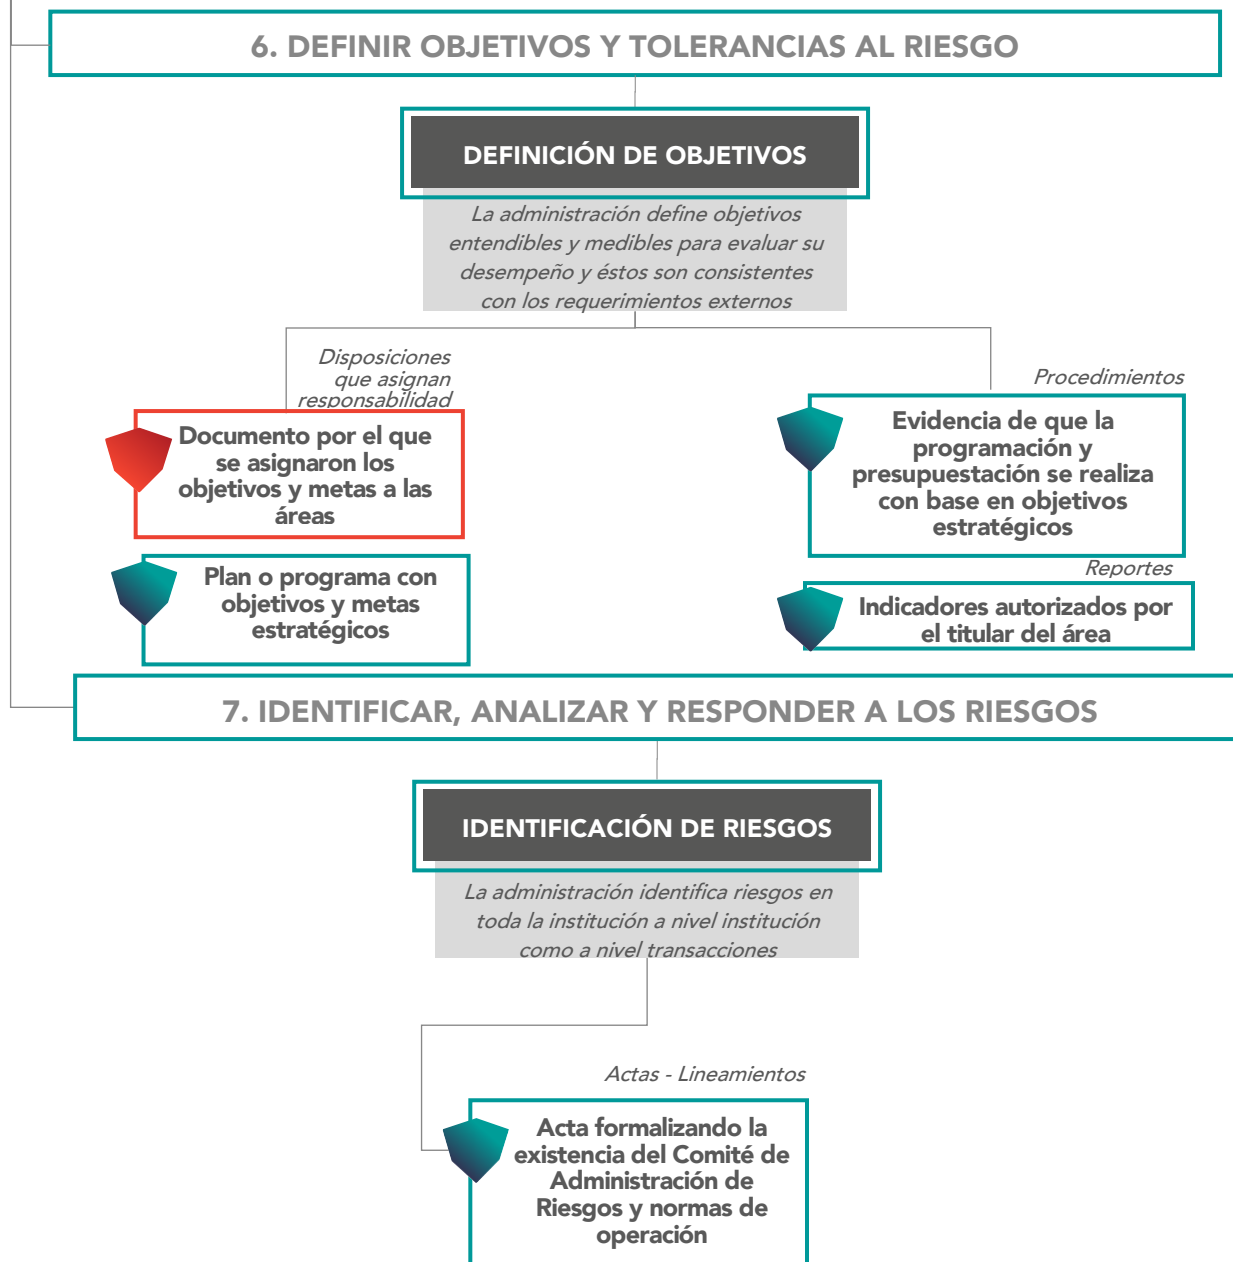 6. DEFINIR OBJETIVOS Y TOLERANCIAS AL RIESGO
DEFINICIÓN DE OBJETIVOS
La administración define objetivos
entendibles y medibles para evaluar su
desempeño y éstos son consistentes
con los requerimientos externos
Disposiciones
que asignan
responsabilidad
Documento por el que
se asignaron los
objetivos y metas a las
áreas
Plan o programa con
objetivos y metas
estratégicos
Procedimientos
Evidencia de que la
programación y
presupuestación se realiza
con base en objetivos
estratégicos
Reportes
Indicadores autorizados por
el titular del área
7. IDENTIFICAR, ANALIZAR Y RESPONDER A LOS RIESGOS
IDENTIFICACIÓN DE RIESGOS
La administración identifica riesgos en
toda la institución a nivel institución
como a nivel transacciones
Actas - Lineamientos
Acta formalizando la
existencia del Comité de
Administración de
Riesgos y normas de
operación